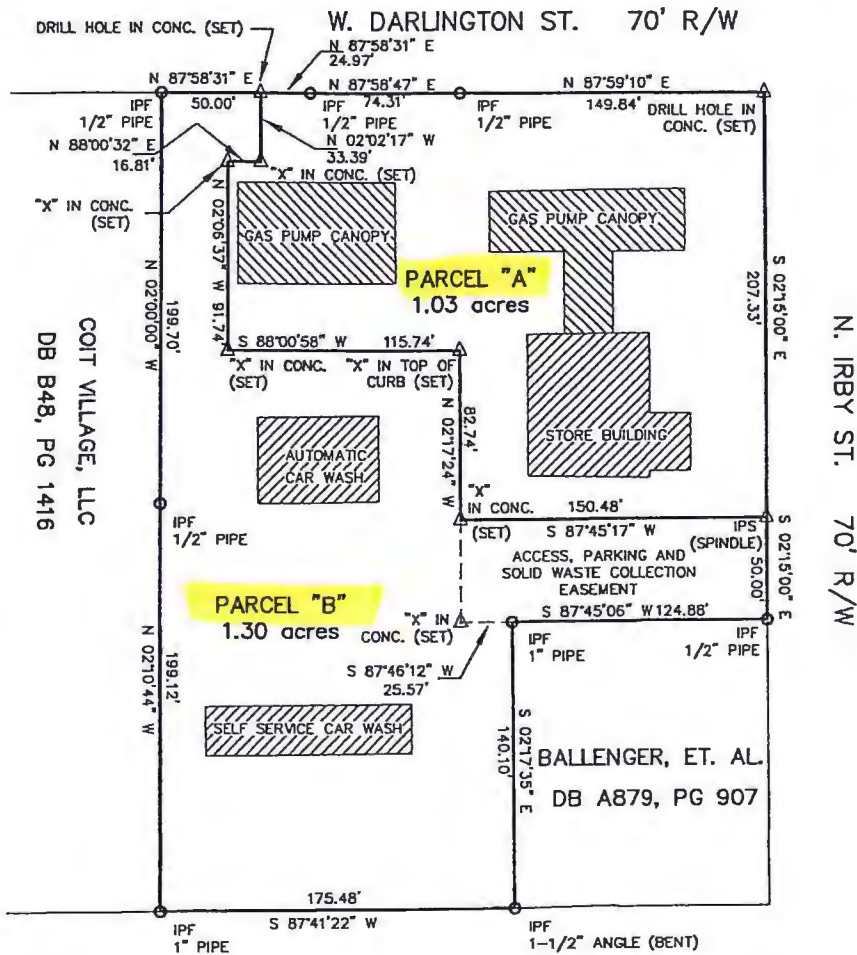 W. DARLINGTON ST. 70' R/W
DRILL HOLE IN CONC. (SET)
N 87°58'31" E
24.97'
N 87°58'31" E
50.00'
N 87°58'47" E
74.31'
N 87°59'10" E
149.84'
IPF
1/2" PIPE
IPF
1/2" PIPE
IPF
1/2" PIPE
DRILL HOLE IN
CONC. (SET)
N 88°00'32" E
16.81'
N 02°02'17" W
33.39'
"X" IN CONC. (SET)
"X" IN CONC.
(SET)
N 02°06'37" W 91.74'
GAS PUMP CANOPY
GAS PUMP CANOPY
PARCEL "A"
1.03 acres
S 02°15'00" E
207.33'
N. IRBY ST. 70' R/W
N 02°00'00" W
199.70'
COIT VILLAGE, LLC
DB B48, PG 1416
S 88°00'58" W 115.74'
"X" IN CONC.
(SET)
"X" IN TOP OF
CURB (SET)
82.74'
N 02°17'24" W
STORE BUILDING
AUTOMATIC
CAR WASH
"X"
IN CONC.
(SET)
150.48'
S 87°45'17" W
IPS
(SPINDLE)
IPF
1/2" PIPE
ACCESS, PARKING AND
SOLID WASTE COLLECTION
EASEMENT
S 02°15'00" E
50.00'
S 87°45'06" W 124.88'
PARCEL "B"
1.30 acres
"X" IN
CONC. (SET)
IPF
1" PIPE
IPF
1/2" PIPE
S 87°46'12" W
25.57'
N 02°10'44" W
199.12'
SELF SERVICE CAR WASH
S 02°17'35" E
140.10'
BALLENGER, ET. AL.
DB A879, PG 907
175.48'
S 87°41'22" W
IPF
1" PIPE
IPF
1-1/2" ANGLE (BENT)